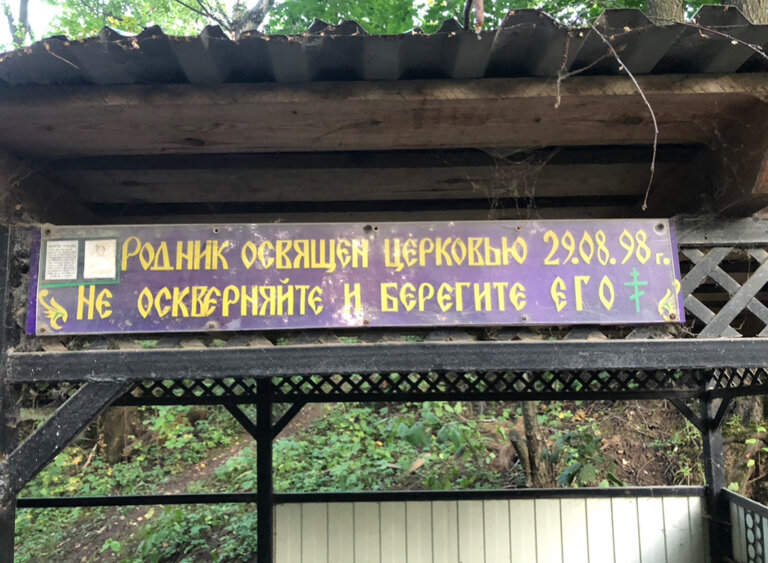 РОДНИК ОСВЯЩЕН ЦЕРКОВЬЮ 29.08.98 г.
НЕ ОСКВЕРНЯЙТЕ И БЕРЕГИТЕ ЕГО